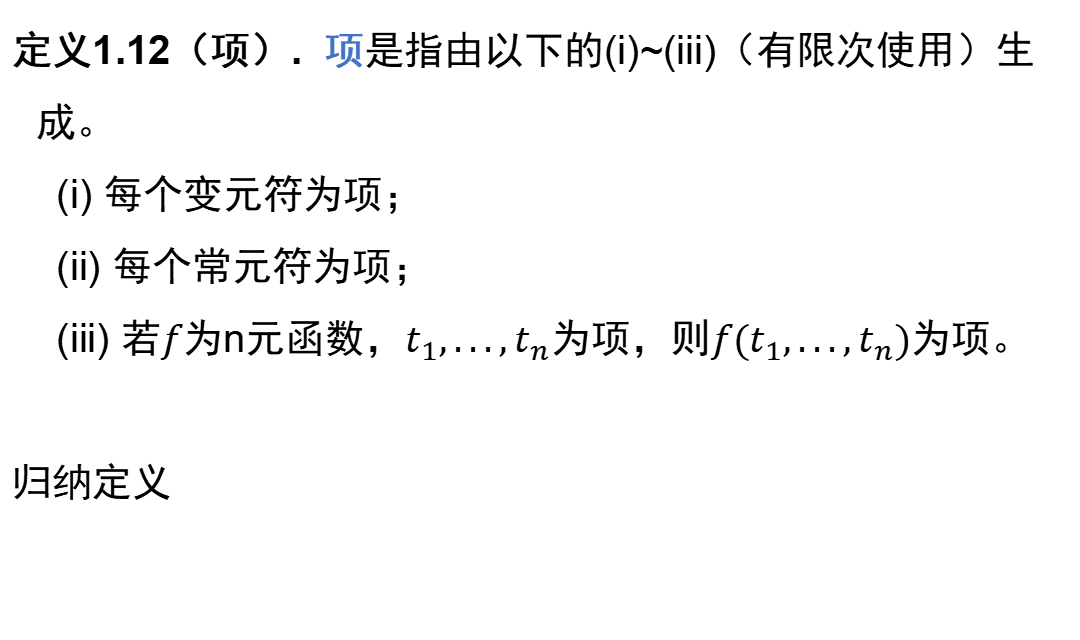 定义1.12（项）. 项是指由以下的(i)~(iii)（有限次使用）生
成。
(i) 每个变元符为项；
(ii) 每个常元符为项；
(iii) 若𝑓为n元函数，𝑡₁,...,𝑡ₙ为项，则𝑓(𝑡₁,...,𝑡ₙ)为项。
归纳定义